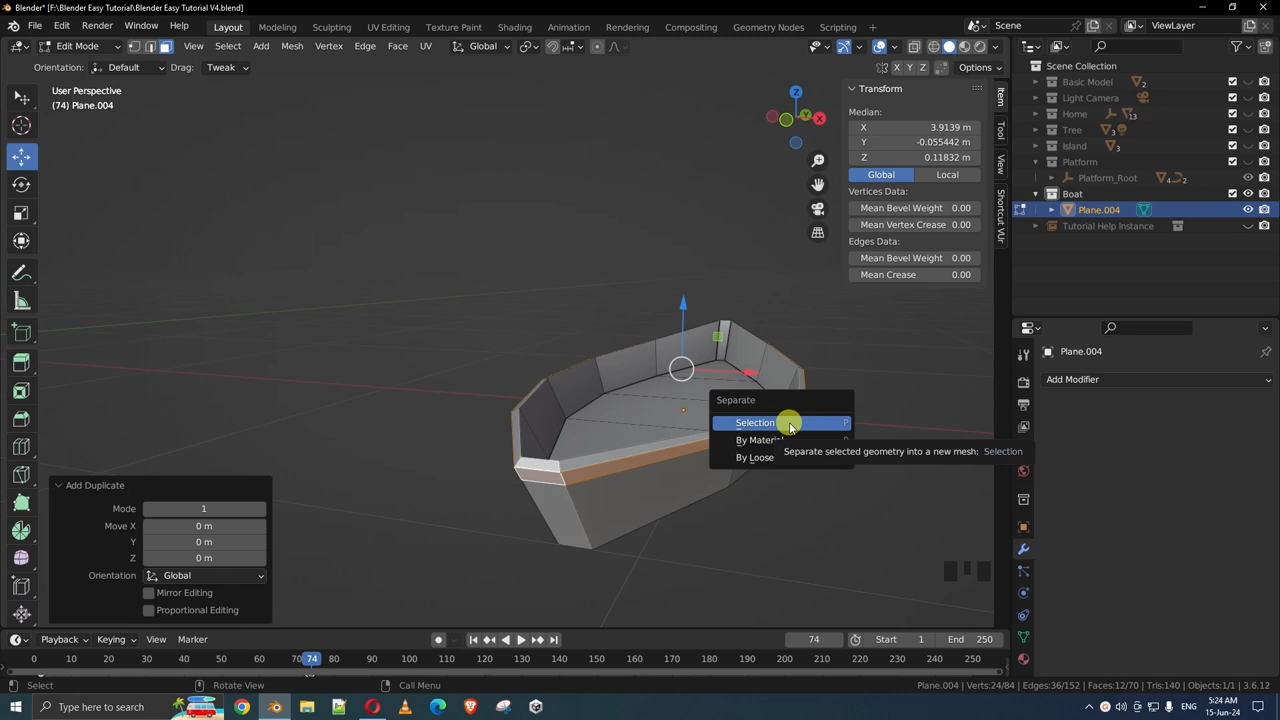 Blender* [F:\Blender Easy Tutorial\Blender Easy Tutorial V4.blend]
File Edit Render Window Help Layout Modeling Sculpting UV Editing Texture Paint Shading Animation Rendering Compositing Geometry Nodes Scripting Scene ViewLayer
Edit Mode View Select Add Mesh Vertex Edge Face UV Global
Orientation: Default Drag: Tweak X Y Z Options
User Perspective
(74) Plane.004
Z
Y
X
Transform
Median:
X 3.9139 m
Y -0.055442 m
Z 0.11832 m
Global Local
Vertices Data:
Mean Bevel Weight 0.00
Mean Vertex Crease 0.00
Edges Data:
Mean Bevel Weight 0.00
Mean Crease 0.00
Item
Tool
View
Shortcut VUr
Scene Collection
Basic Model 2
Light Camera
Home 13
Tree 3
Island 3
Platform
Platform_Root 4 2
Boat
Plane.004
Tutorial Help Instance
Plane.004
Add Modifier
Separate
Selection P
By Material
By Loose
Separate selected geometry into a new mesh: Selection
Add Duplicate
Mode 1
Move X 0 m
Y 0 m
Z 0 m
Orientation Global
Mirror Editing
Proportional Editing
Playback Keying View Marker 74 Start 1 End 250
0 10 20 30 40 50 60 70 74 80 90 100 110 120 130 140 150 160 170 180 190 200 210 220 230 240 250
Select Rotate View Call Menu Plane.004 | Verts:24/84 | Edges:36/152 | Faces:12/70 | Tris:140 | Objects:1/1 | 3.6.12
Type here to search
5:24 AM
15-Jun-24